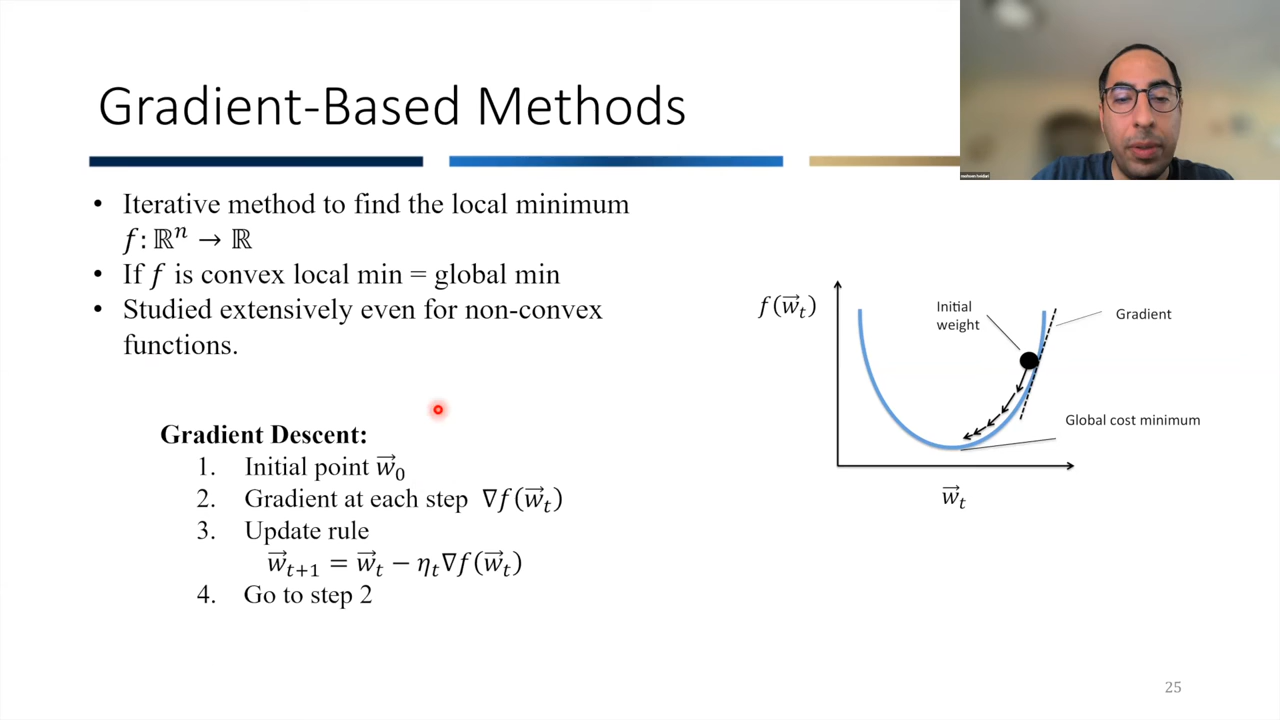 Gradient-Based Methods
• Iterative method to find the local minimum
f: ℝⁿ → ℝ
• If f is convex local min = global min
• Studied extensively even for non-convex
functions.
Gradient Descent:
1. Initial point w⃗₀
2. Gradient at each step ∇f(w⃗ₜ)
3. Update rule
w⃗ₜ₊₁ = w⃗ₜ − ηₜ∇f(w⃗ₜ)
4. Go to step 2
f(w⃗ₜ)
Initial
weight
Gradient
Global cost minimum
w⃗ₜ
25